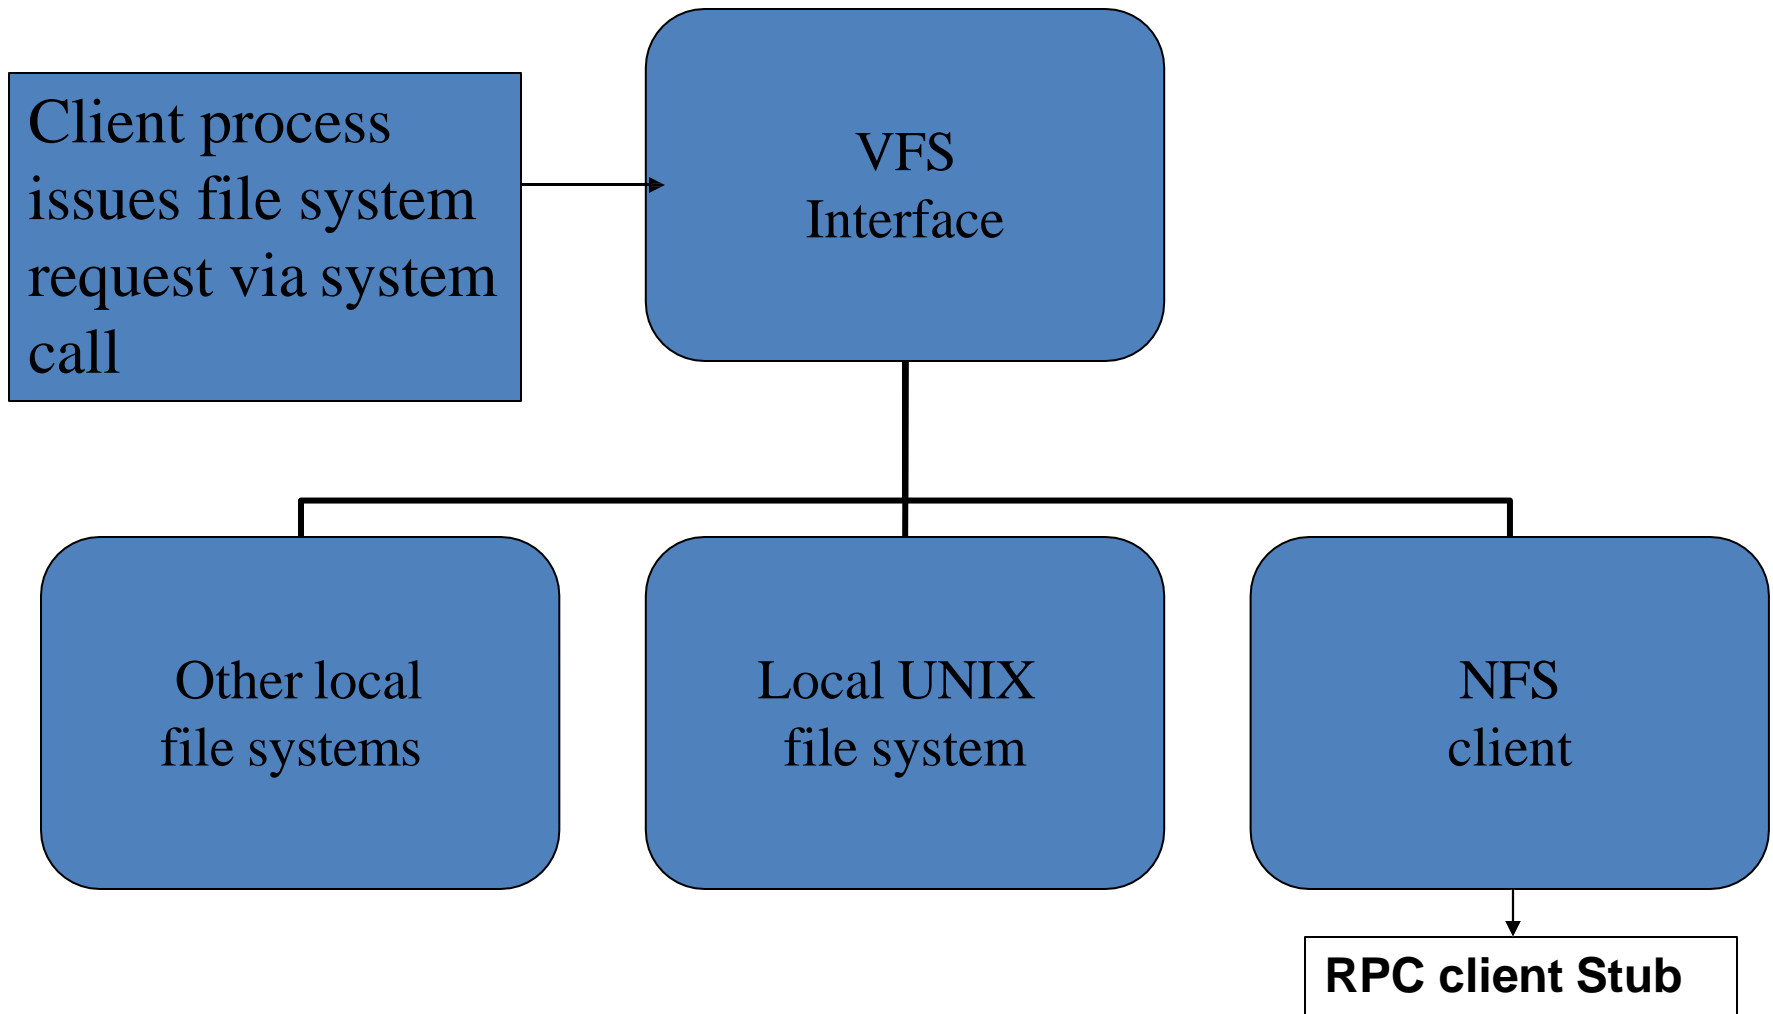 Client process
issues file system
request via system
call
VFS
Interface
Other local
file systems
Local UNIX
file system
NFS
client
RPC client Stub